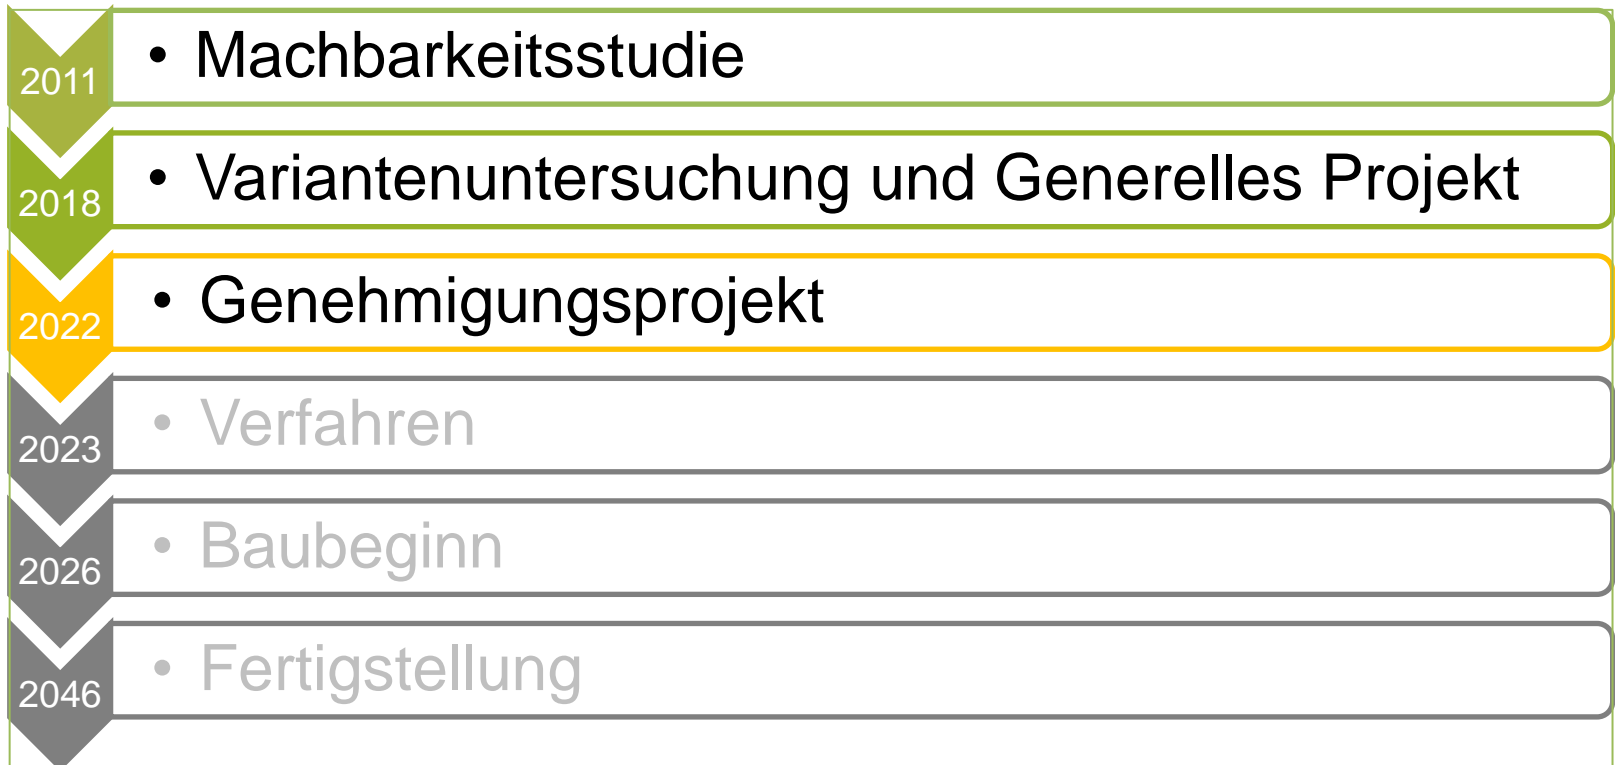 2011
• Machbarkeitsstudie
2018
• Variantenuntersuchung und Generelles Projekt
2022
• Genehmigungsprojekt
2023
• Verfahren
2026
• Baubeginn
2046
• Fertigstellung